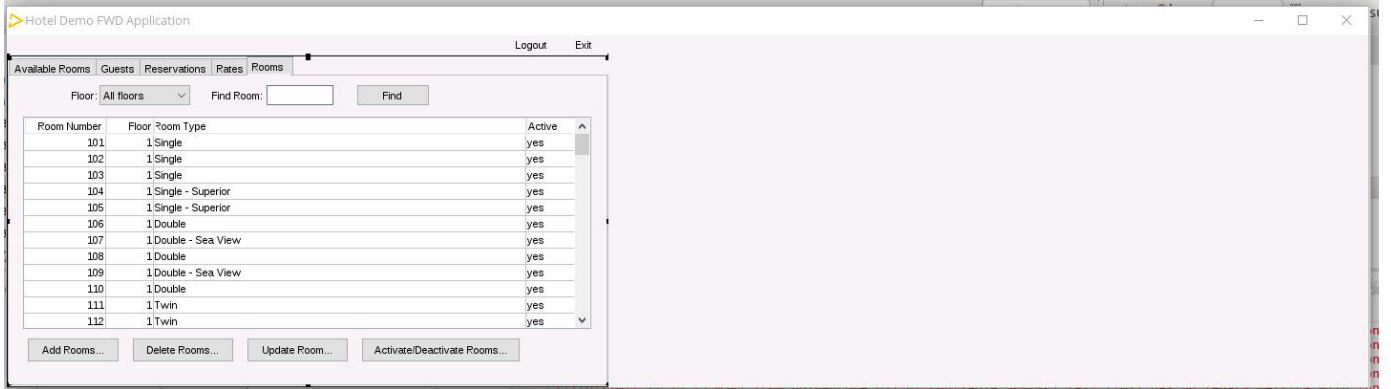 Hotel Demo FWD Application
Logout Exit
Available Rooms Guests Reservations Rates Rooms
Floor: All floors Find Room: Find
Room Number Floor Room Type Active
101 1 Single yes
102 1 Single yes
103 1 Single yes
104 1 Single - Superior yes
105 1 Single - Superior yes
106 1 Double yes
107 1 Double - Sea View yes
108 1 Double yes
109 1 Double - Sea View yes
110 1 Double yes
111 1 Twin yes
112 1 Twin yes
Add Rooms... Delete Rooms... Update Room... Activate/Deactivate Rooms...